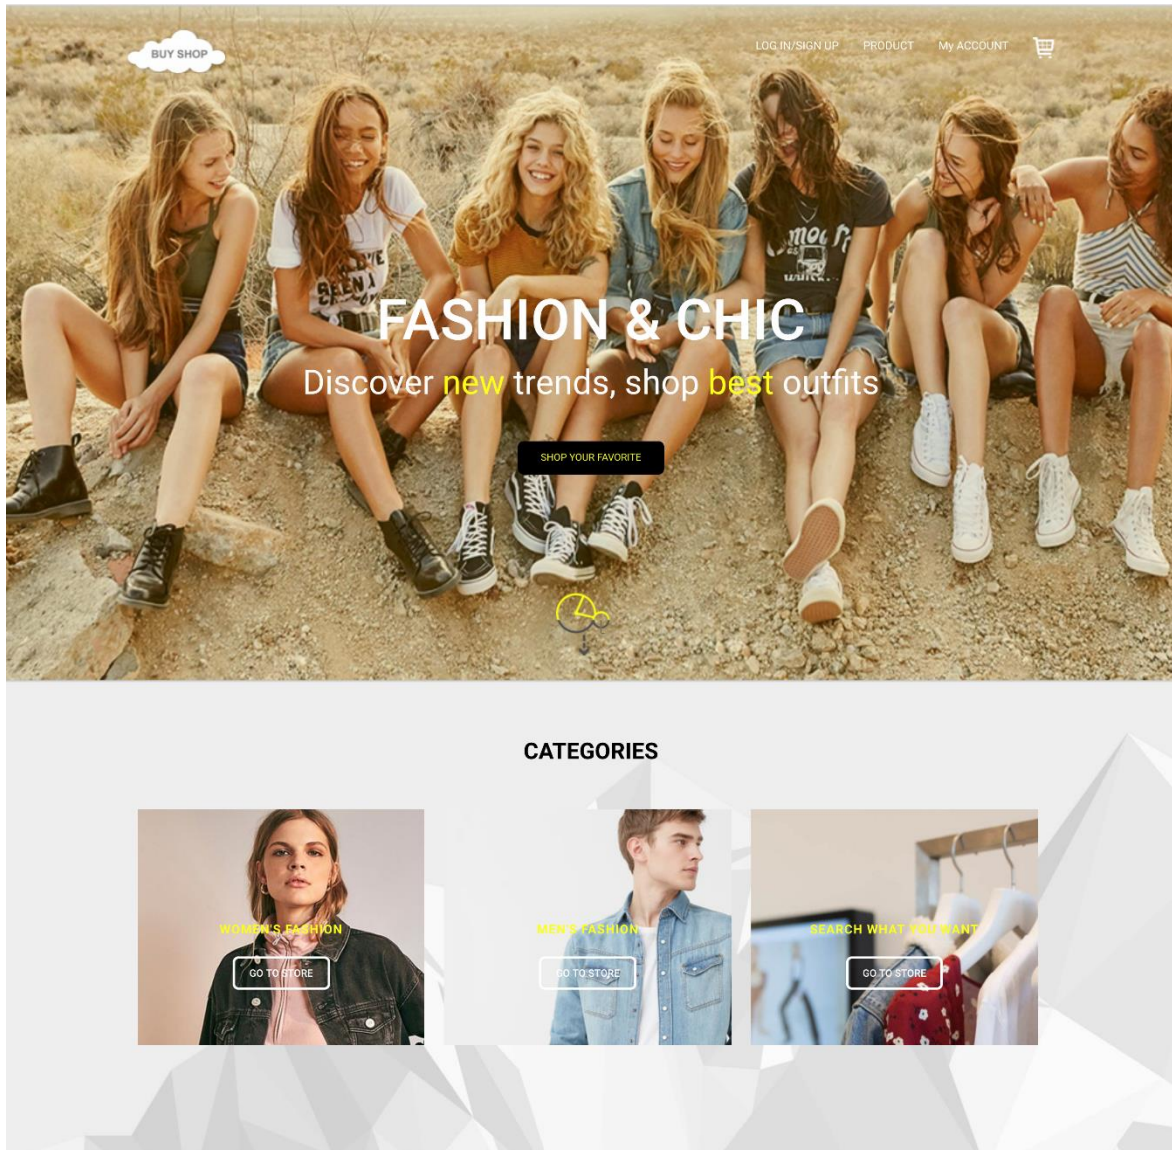 BUY SHOP
LOG IN/SIGN UP PRODUCT My ACCOUNT
FASHION & CHIC
Discover new trends, shop best outfits
SHOP YOUR FAVORITE
CATEGORIES
WOMEN'S FASHION
GO TO STORE
MEN'S FASHION
GO TO STORE
SEARCH WHAT YOU WANT
GO TO STORE